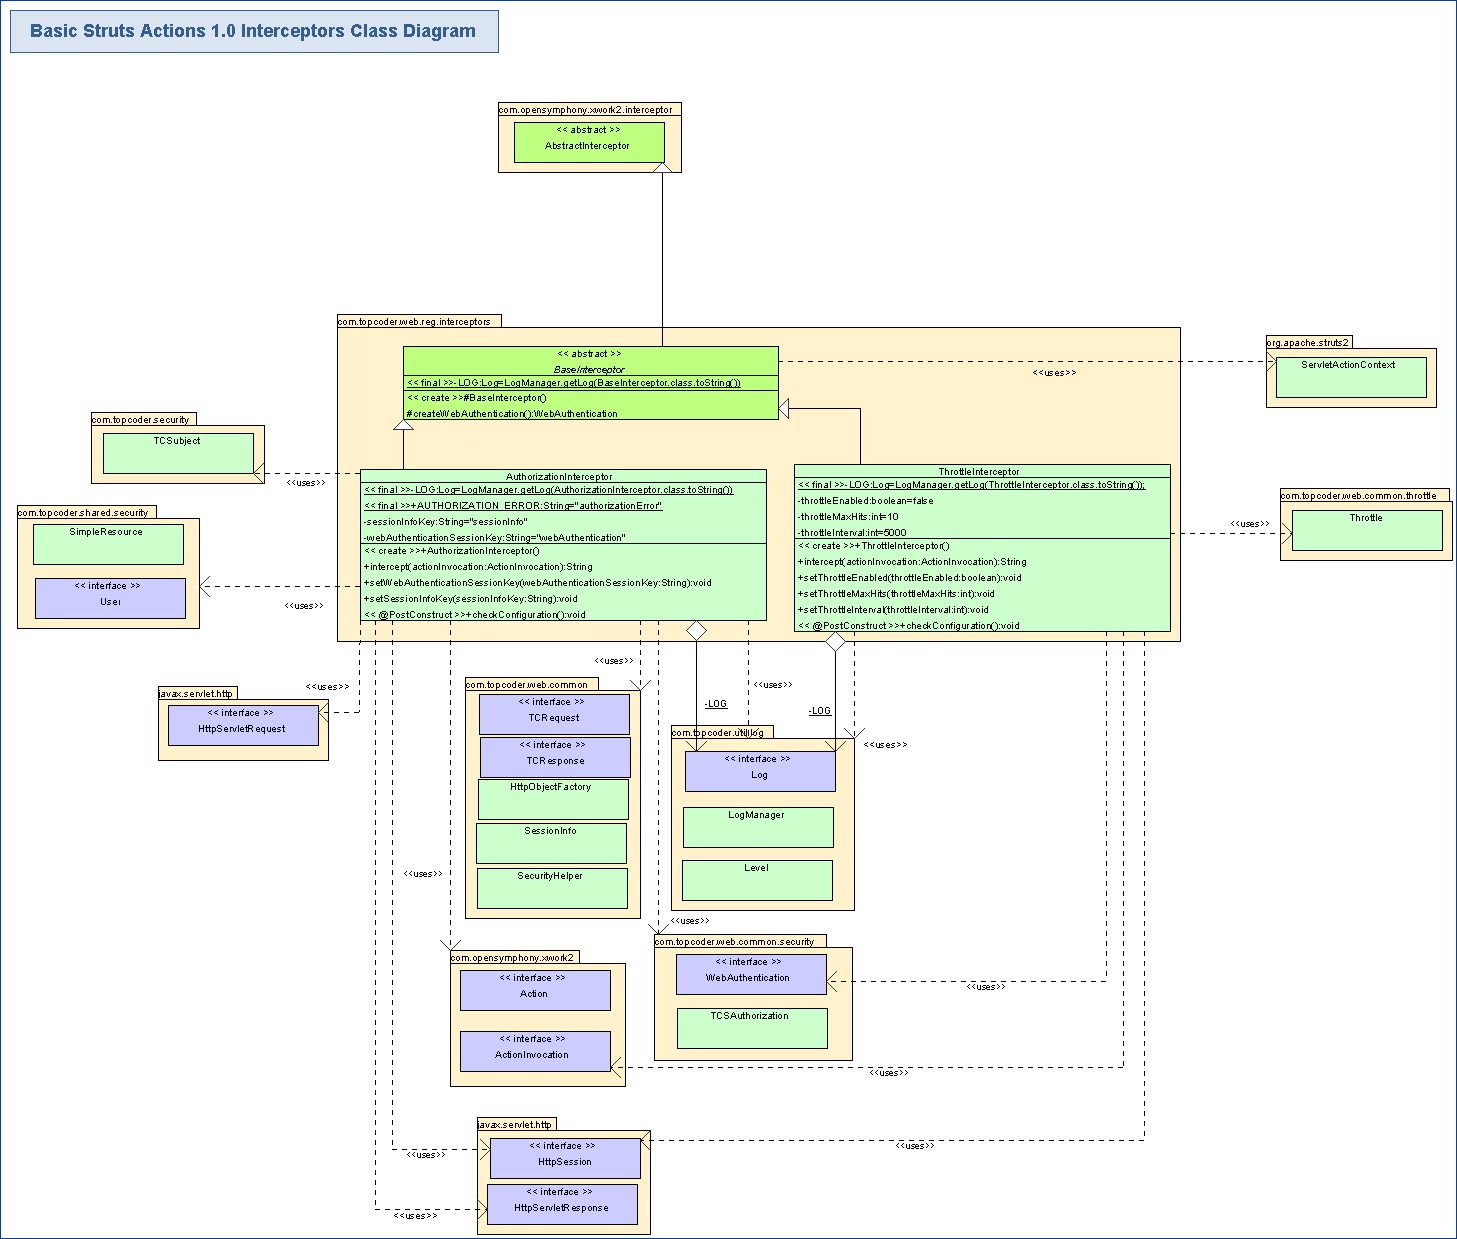 Basic Struts Actions 1.0 Interceptors Class Diagram
com.opensymphony.xwork2.interceptor
<< abstract >>
AbstractInterceptor
com.topcoder.web.reg.interceptors
<< abstract >>
BaseInterceptor
<< final >>-LOG:Log=LogManager.getLog(BaseInterceptor.class.toString())
<< create >>#BaseInterceptor()
#createWebAuthentication():WebAuthentication
<<uses>>
org.apache.struts2
ServletActionContext
com.topcoder.security
TCSubject
<<uses>>
AuthorizationInterceptor
<< final >>-LOG:Log=LogManager.getLog(AuthorizationInterceptor.class.toString())
<< final >>+AUTHORIZATION_ERROR:String="authorizationError"
-sessionInfoKey:String="sessionInfo"
-webAuthenticationSessionKey:String="webAuthentication"
<< create >>+AuthorizationInterceptor()
+intercept(actionInvocation:ActionInvocation):String
+setWebAuthenticationSessionKey(webAuthenticationSessionKey:String):void
+setSessionInfoKey(sessionInfoKey:String):void
<< @PostConstruct >>+checkConfiguration():void
ThrottleInterceptor
<< final >>-LOG:Log=LogManager.getLog(ThrottleInterceptor.class.toString());
-throttleEnabled:boolean=false
-throttleMaxHits:int=10
-throttleInterval:int=5000
<< create >>+ThrottleInterceptor()
+intercept(actionInvocation:ActionInvocation):String
+setThrottleEnabled(throttleEnabled:boolean):void
+setThrottleMaxHits(throttleMaxHits:int):void
+setThrottleInterval(throttleInterval:int):void
<< @PostConstruct >>+checkConfiguration():void
<<uses>>
com.topcoder.web.common.throttle
Throttle
com.topcoder.shared.security
SimpleResource
<< interface >>
User
<<uses>>
javax.servlet.http
<< interface >>
HttpServletRequest
<<uses>>
<<uses>>
com.topcoder.web.common
<< interface >>
TCRequest
<< interface >>
TCResponse
HttpObjectFactory
SessionInfo
SecurityHelper
<<uses>>
-LOG
-LOG
com.topcoder.util.log
<< interface >>
Log
LogManager
Level
<<uses>>
<<uses>>
<<uses>>
com.opensymphony.xwork2
<< interface >>
Action
<< interface >>
ActionInvocation
com.topcoder.web.common.security
<< interface >>
WebAuthentication
TCSAuthorization
<<uses>>
<<uses>>
javax.servlet.http
<< interface >>
HttpSession
<< interface >>
HttpServletResponse
<<uses>>
<<uses>>
<<uses>>